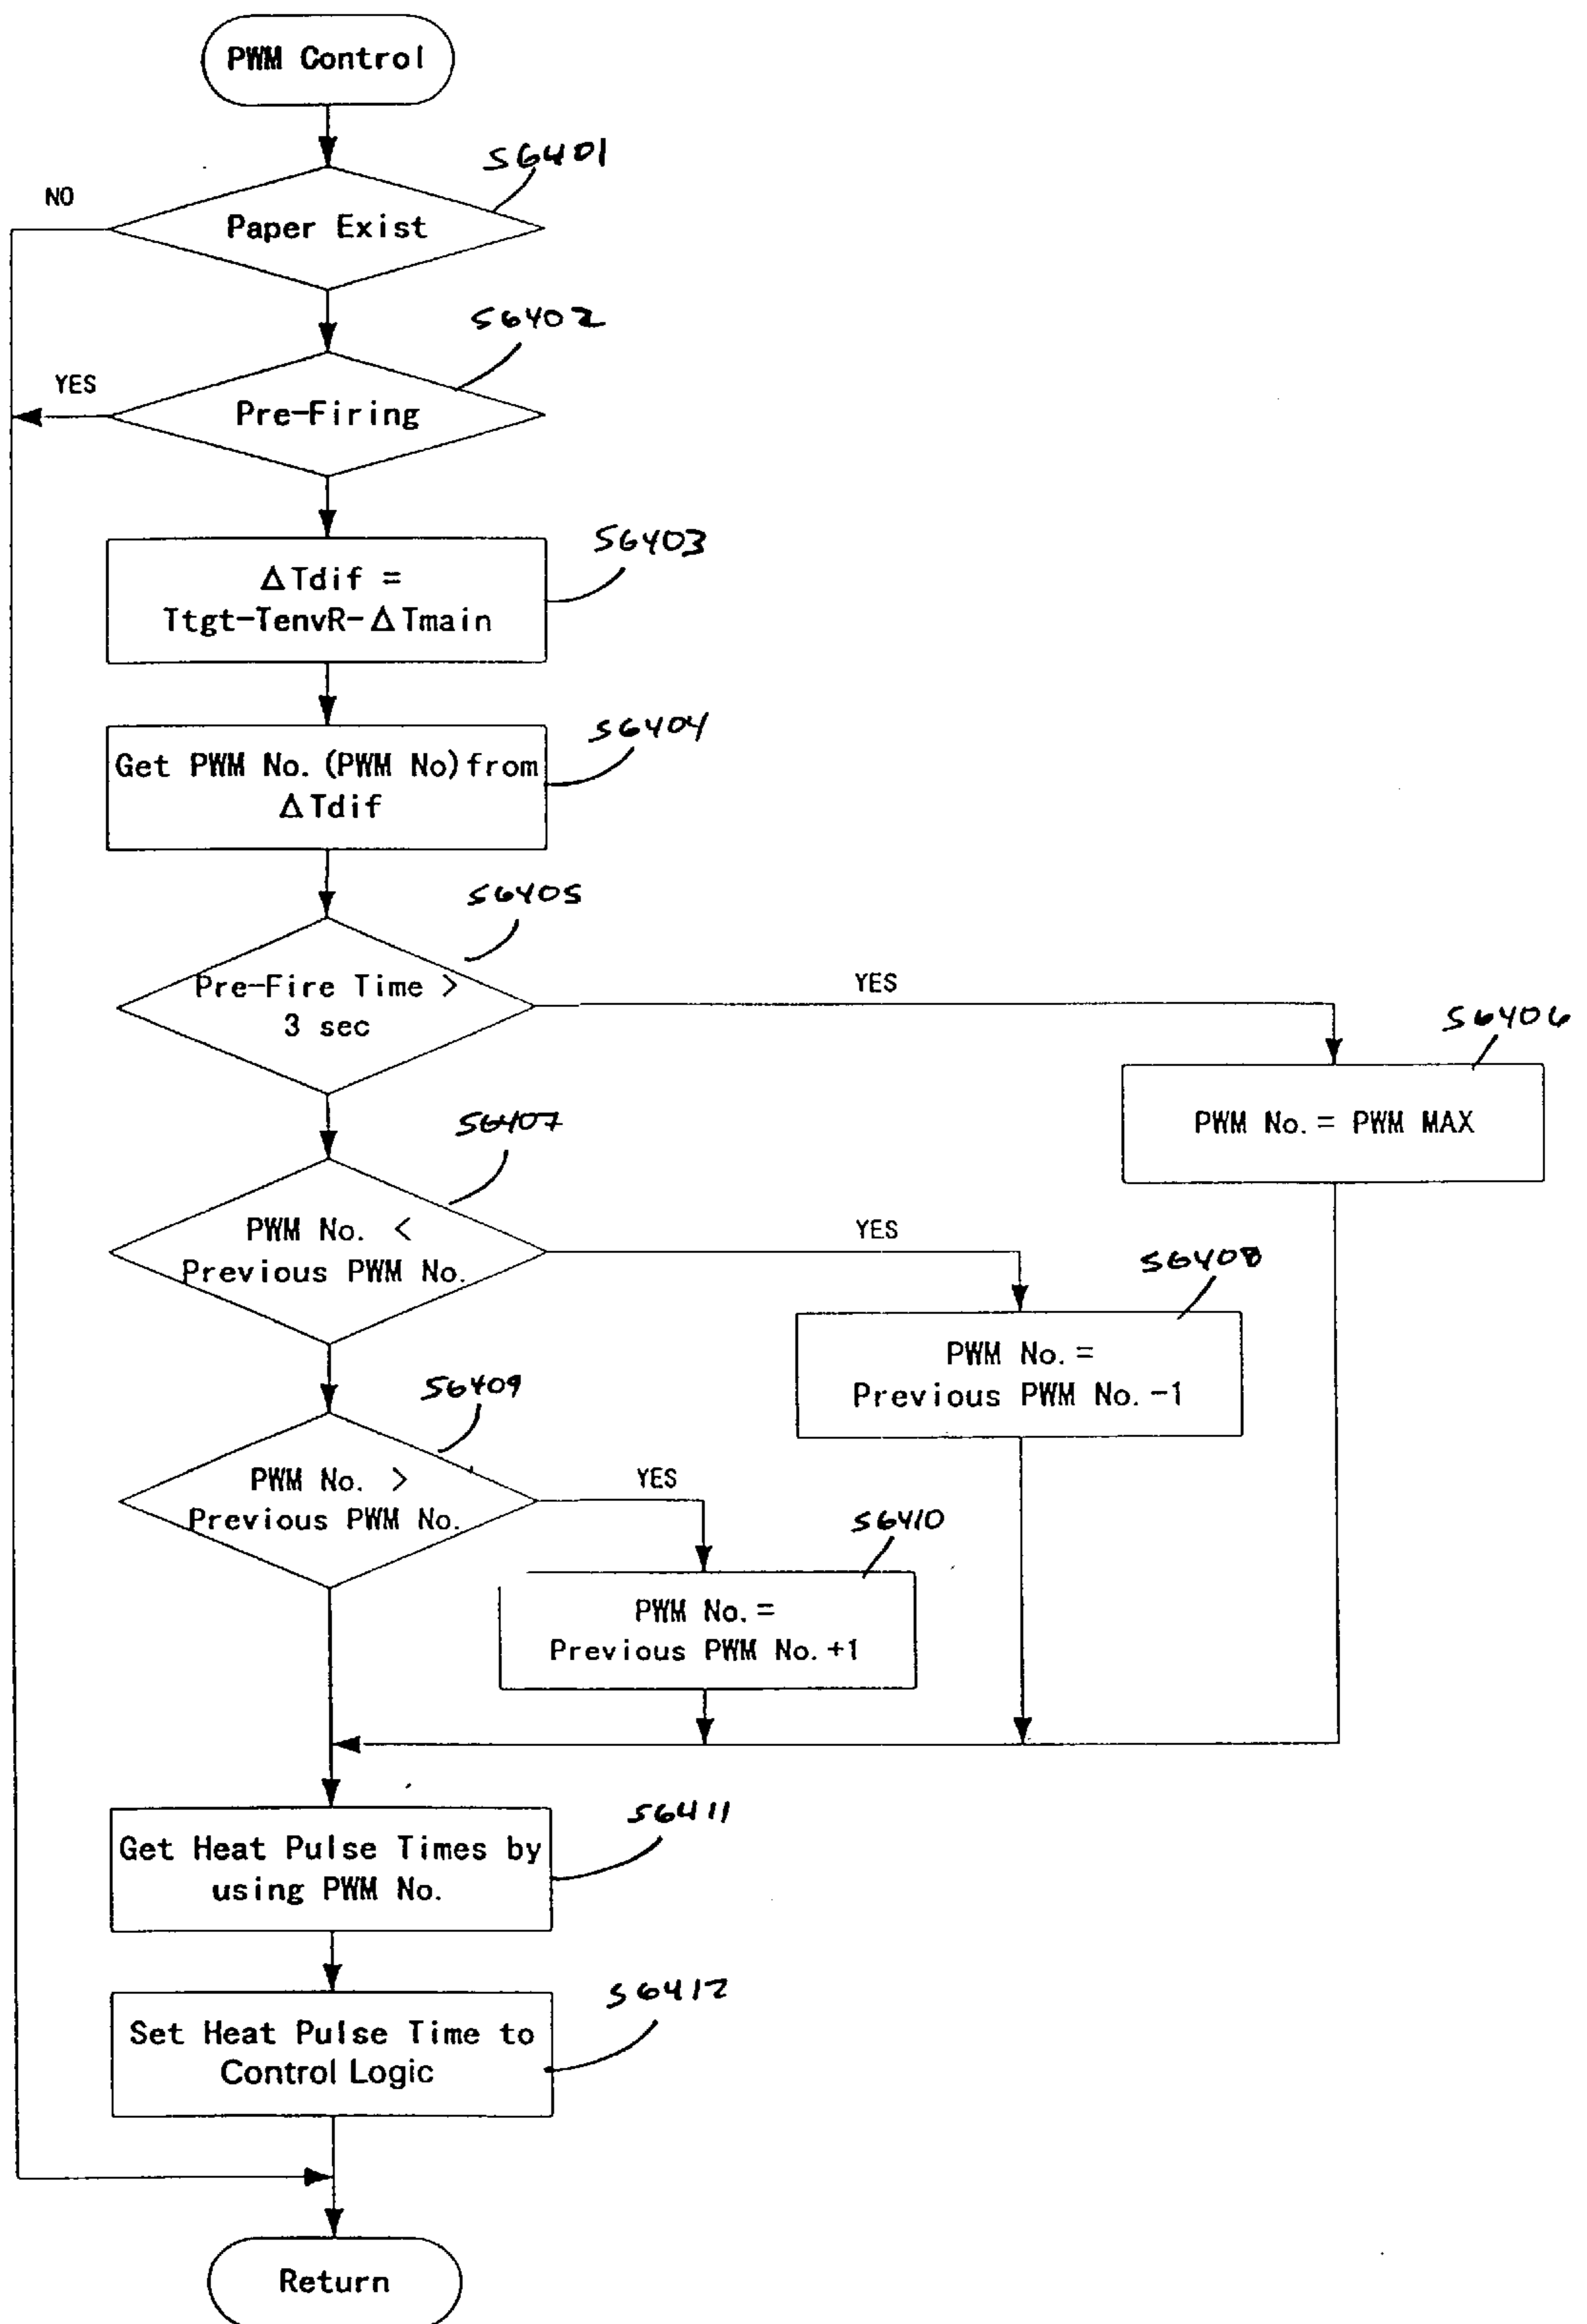 PWM Control
S6401
NO
Paper Exist
S6402
YES
Pre-Firing
S6403
ΔTdif =
Ttgt-TenvR-ΔTmain
S6404
Get PWM No. (PWM No) from
ΔTdif
S6405
Pre-Fire Time >
3 sec
YES
S6406
PWM No. = PWM MAX
S6407
PWM No. <
Previous PWM No.
YES
S6408
PWM No. =
Previous PWM No. -1
S6409
PWM No. >
Previous PWM No.
YES
S6410
PWM No. =
Previous PWM No. +1
S6411
Get Heat Pulse Times by
using PWM No.
S6412
Set Heat Pulse Time to
Control Logic
Return